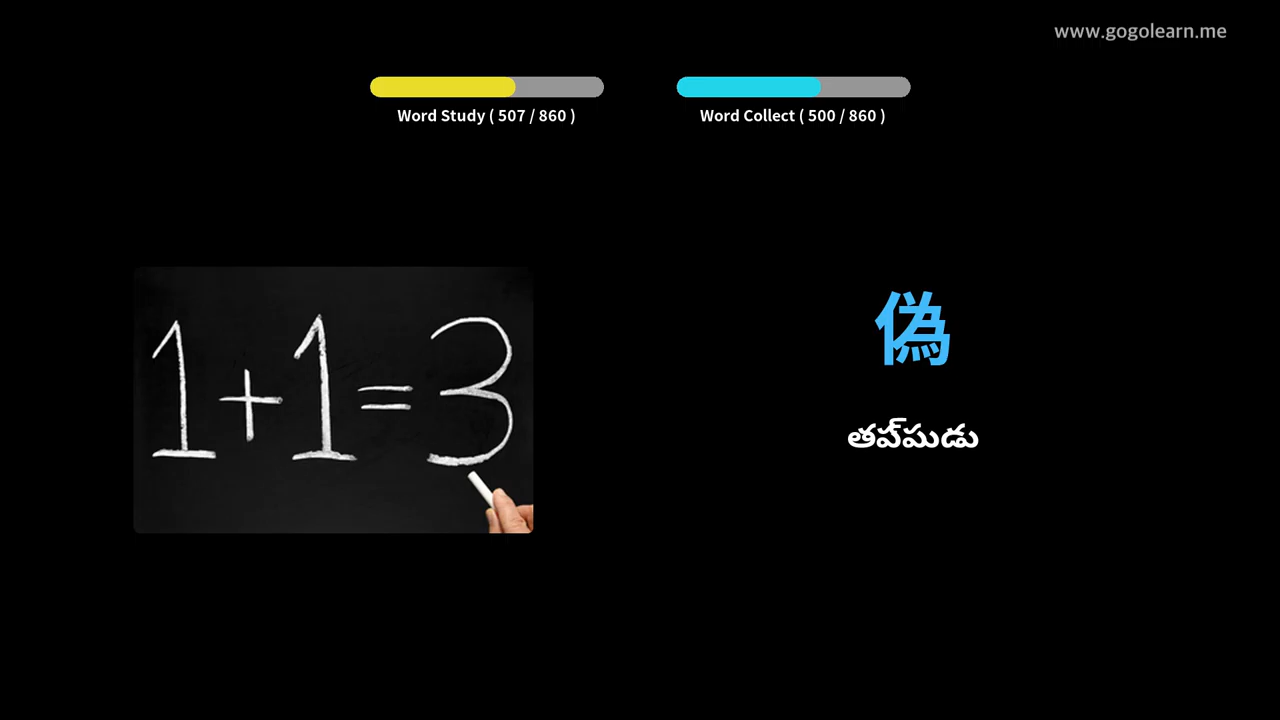 www.gogolearn.me
Word Study ( 507 / 860 )
Word Collect ( 500 / 860 )
1+1=3
偽
తప్పుడు